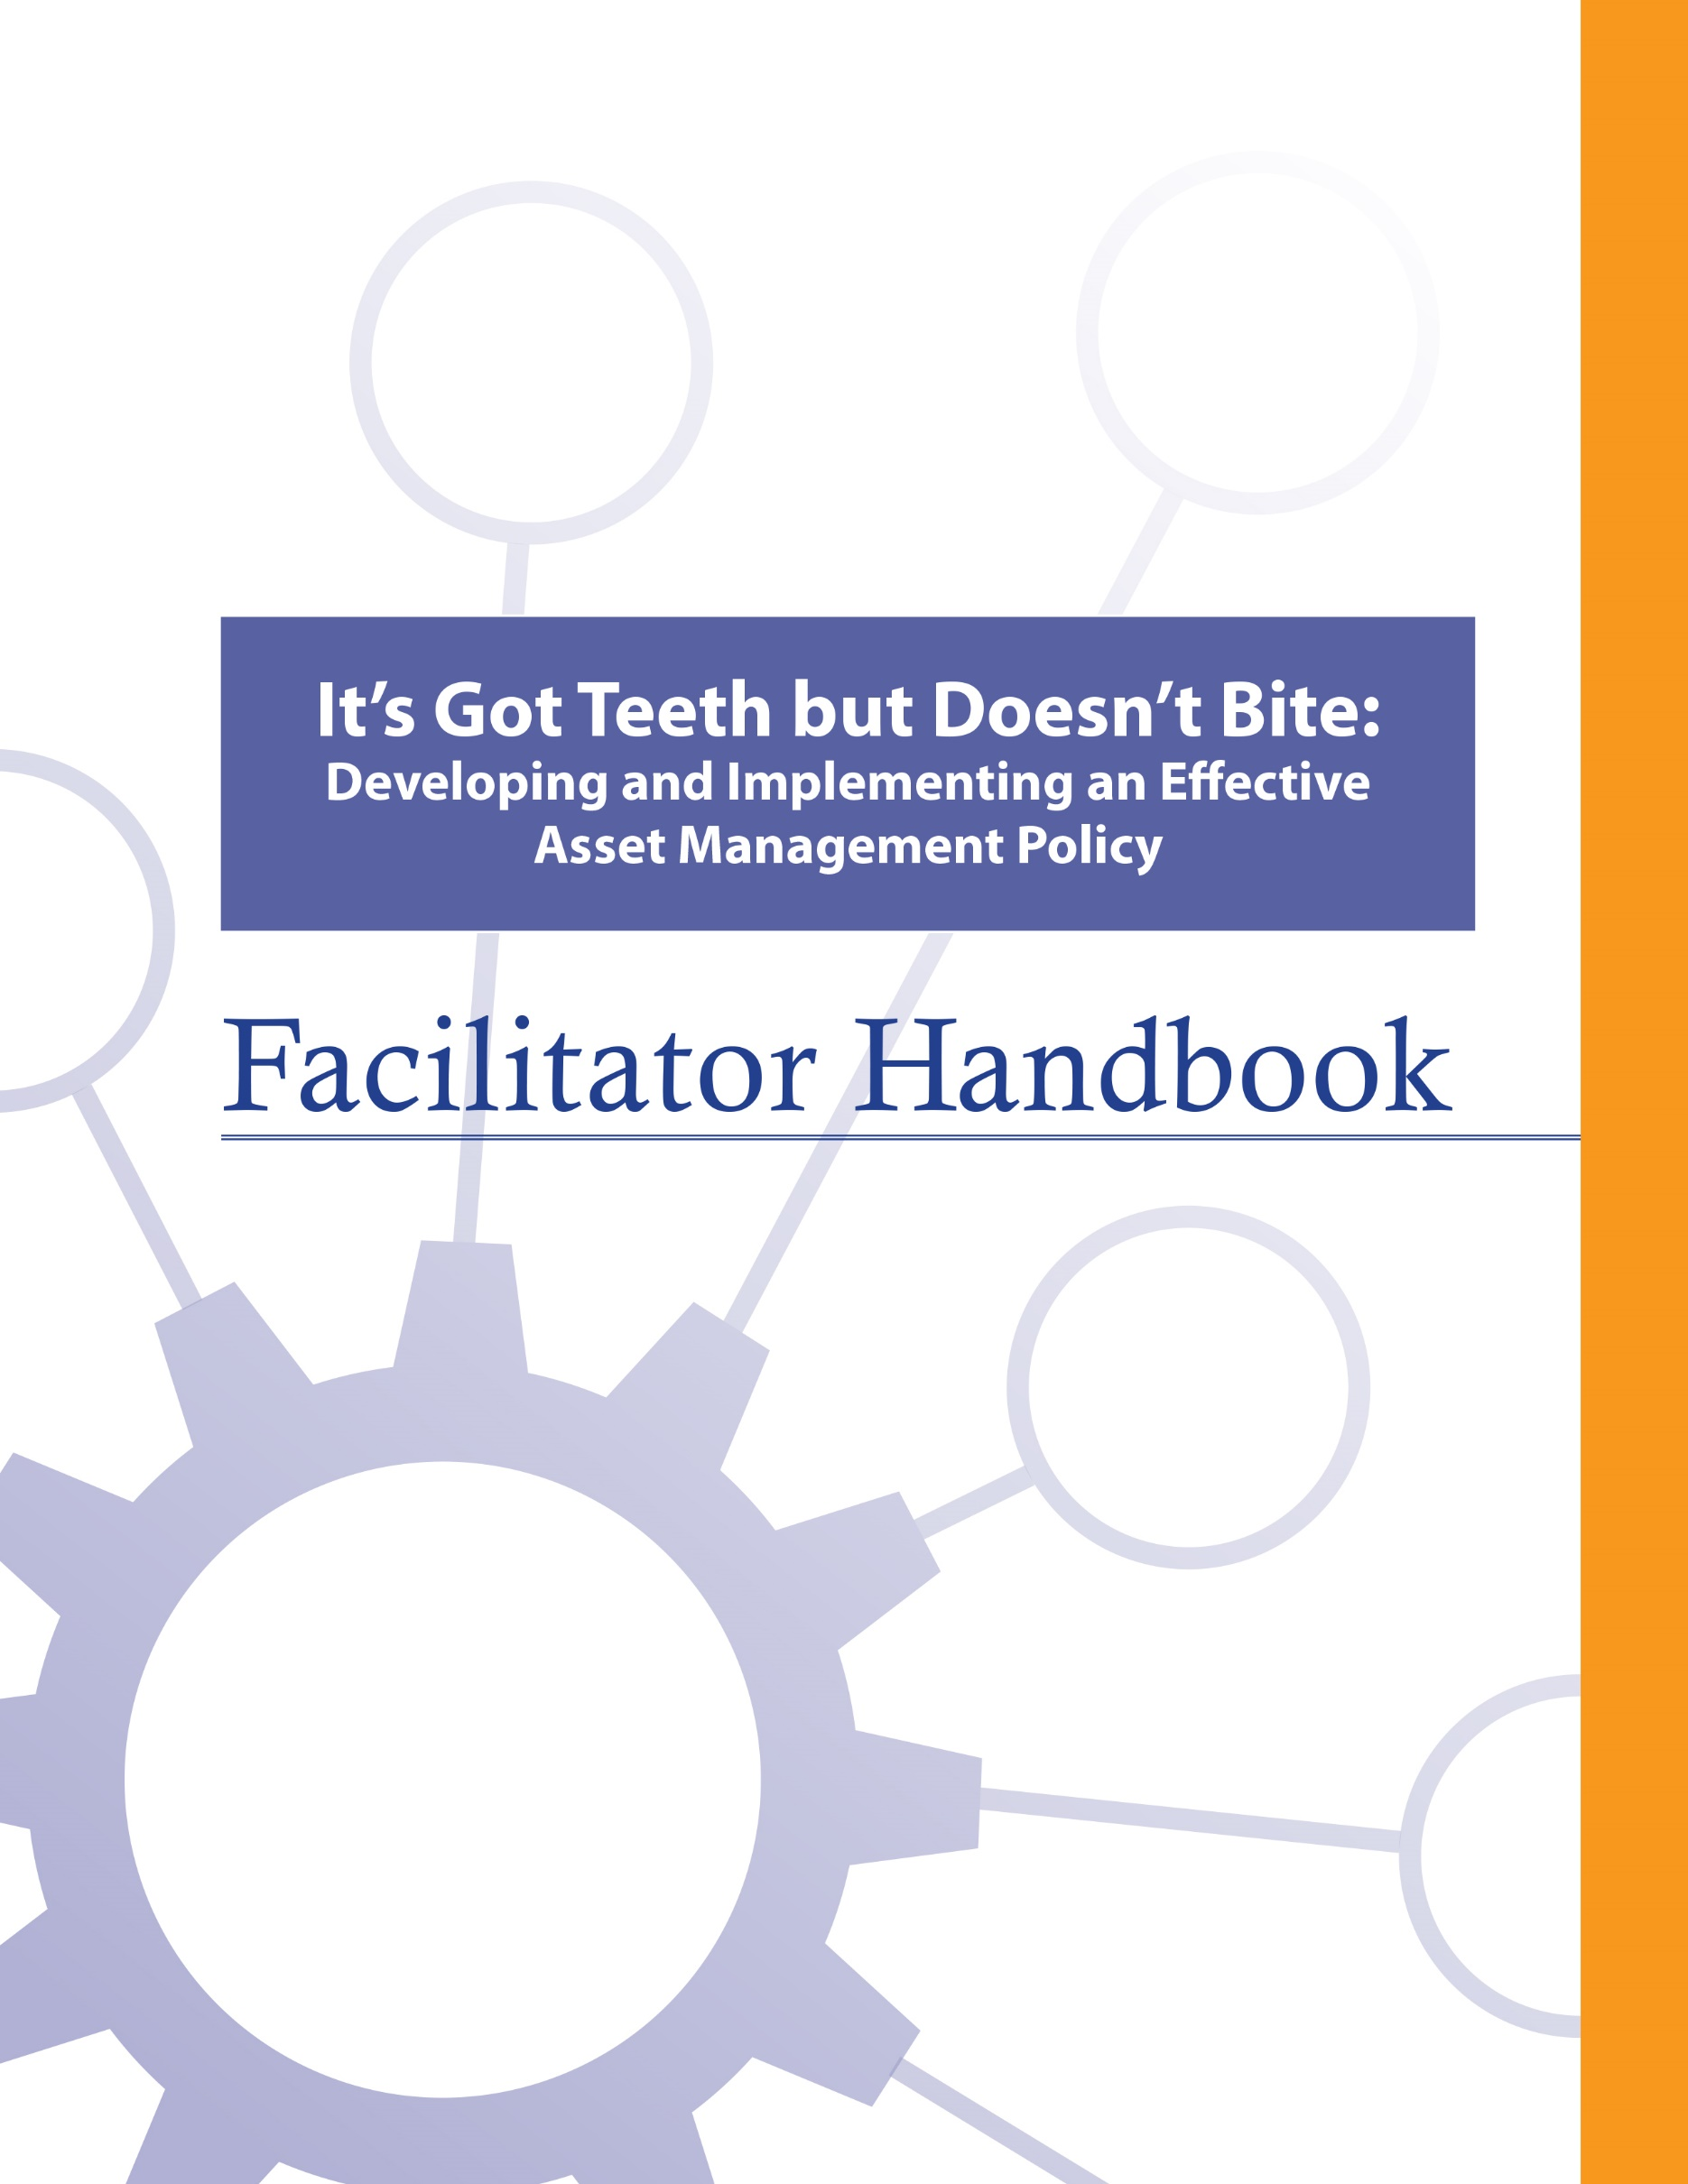 It’s Got Teeth but Doesn’t Bite:
Developing and Implementing an Effective
Asset Management Policy
Facilitator Handbook